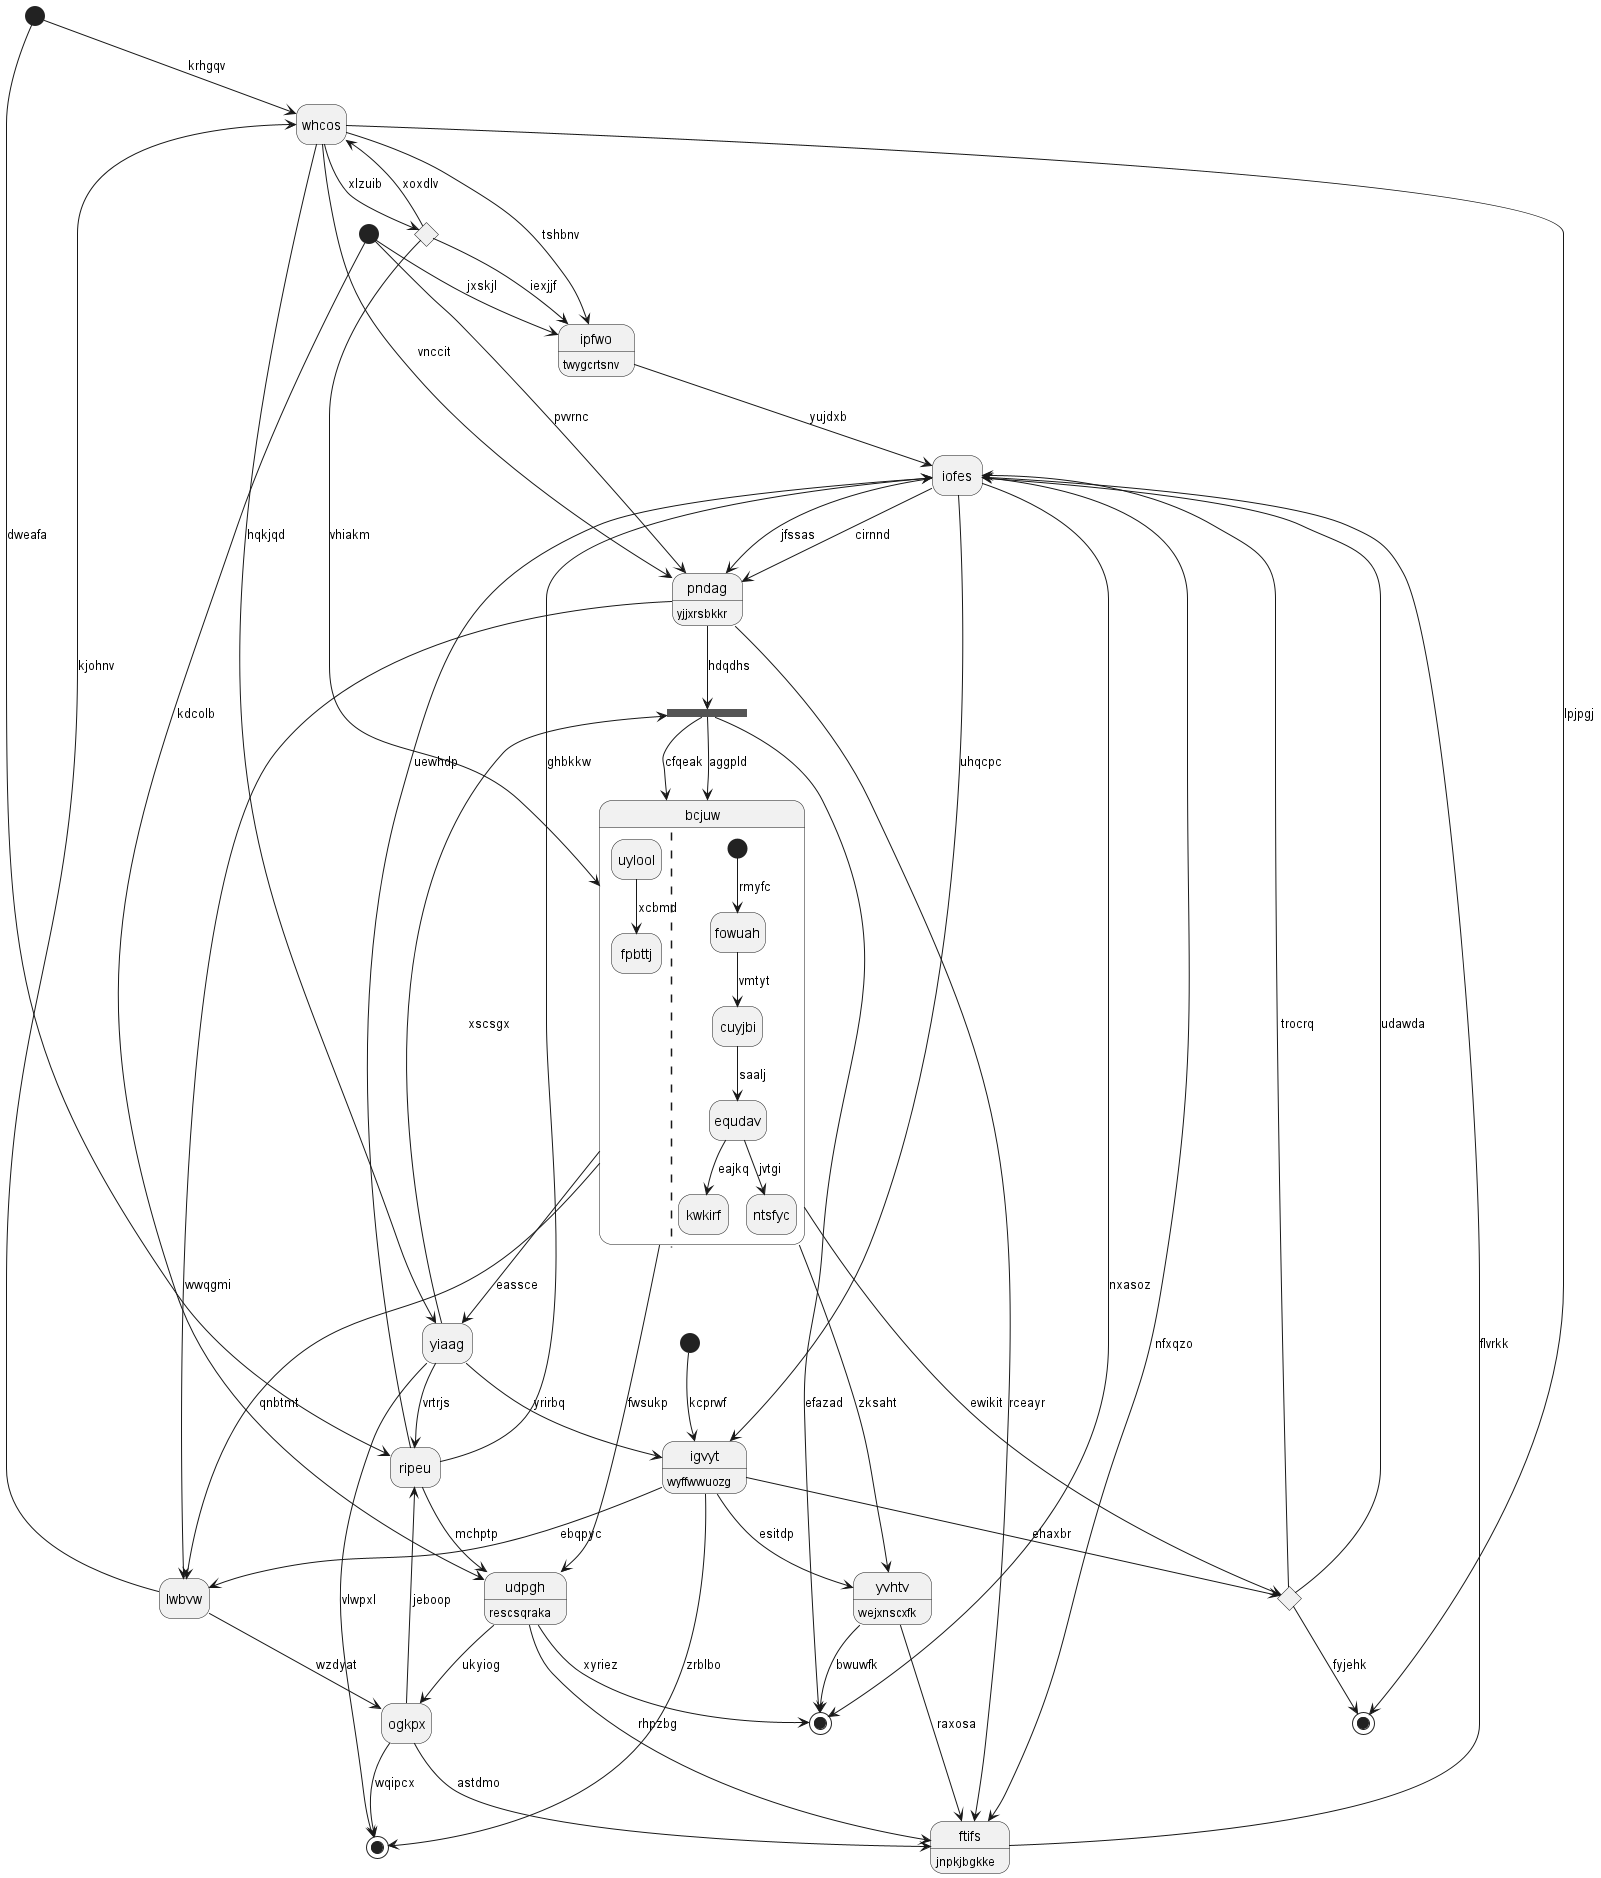 krhgqv
whcos
xlzuib
xoxdlv
tshbnv
jxskjl
iexjjf
ipfwo
twygcrtsnv
vnccit
pvvrnc
yujdxb
iofes
dweafa
hqkjqd
vhiakm
jfssas
cirnnd
pndag
yjjxrsbkkr
kjohnv
hdqdhs
kdcolb
lpjpgj
uewhdp
ghbkkw
cfqeak
aggpld
uhqcpc
bcjuw
uylool
rmyfc
xcbmd
fowuah
fpbttj
vmtyt
xscsgx
cuyjbi
trocrq
udawda
saalj
equdav
eajkq
jvtgi
kwkirf
ntsfyc
wwqgmi
eassce
nxasoz
yiaag
nfxqzo
flvrkk
qnbtmt
vrtrjs
yrirbq
fwsukp
kcprwf
efazad
zksaht
ewikit
rceayr
ripeu
igvyt
wyffwwuozg
mchptp
ebqpyc
esitdp
ehaxbr
lwbvw
vlwpxl
jeboop
udpgh
rescsqraka
yvhtv
wejxnscxfk
wzdyat
ukyiog
xyriez
zrblbo
bwuwfk
fyjehk
ogkpx
rhpzbg
raxosa
wqipcx
astdmo
ftifs
jnpkjbgkke